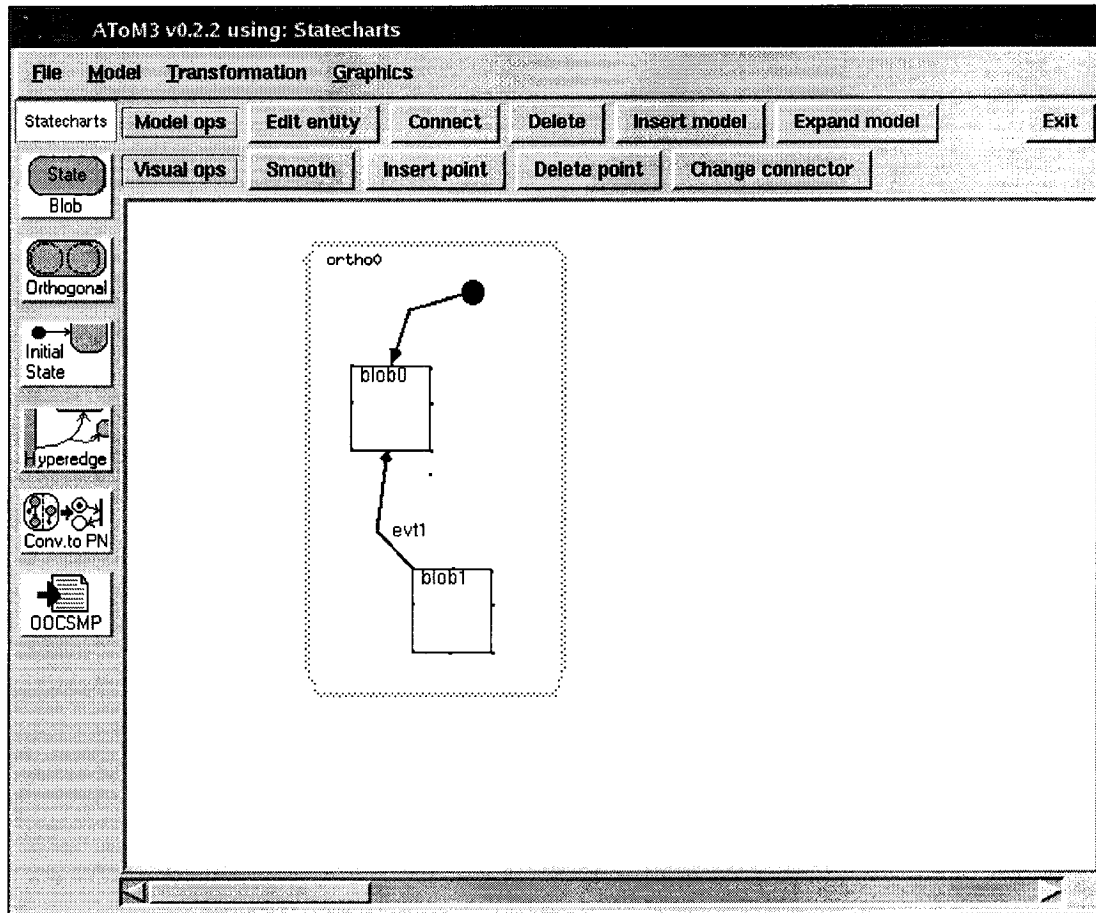 AToM3 v0.2.2 using: Statecharts
File Model Transformation Graphics
Statecharts Model ops Edit entity Connect Delete Insert model Expand model Exit
Visual ops Smooth Insert point Delete point Change connector
State
Blob
Orthogonal
Initial
State
Hyperedge
Conv.to PN
OOCSMP
ortho0
blob0
evt1
blob1